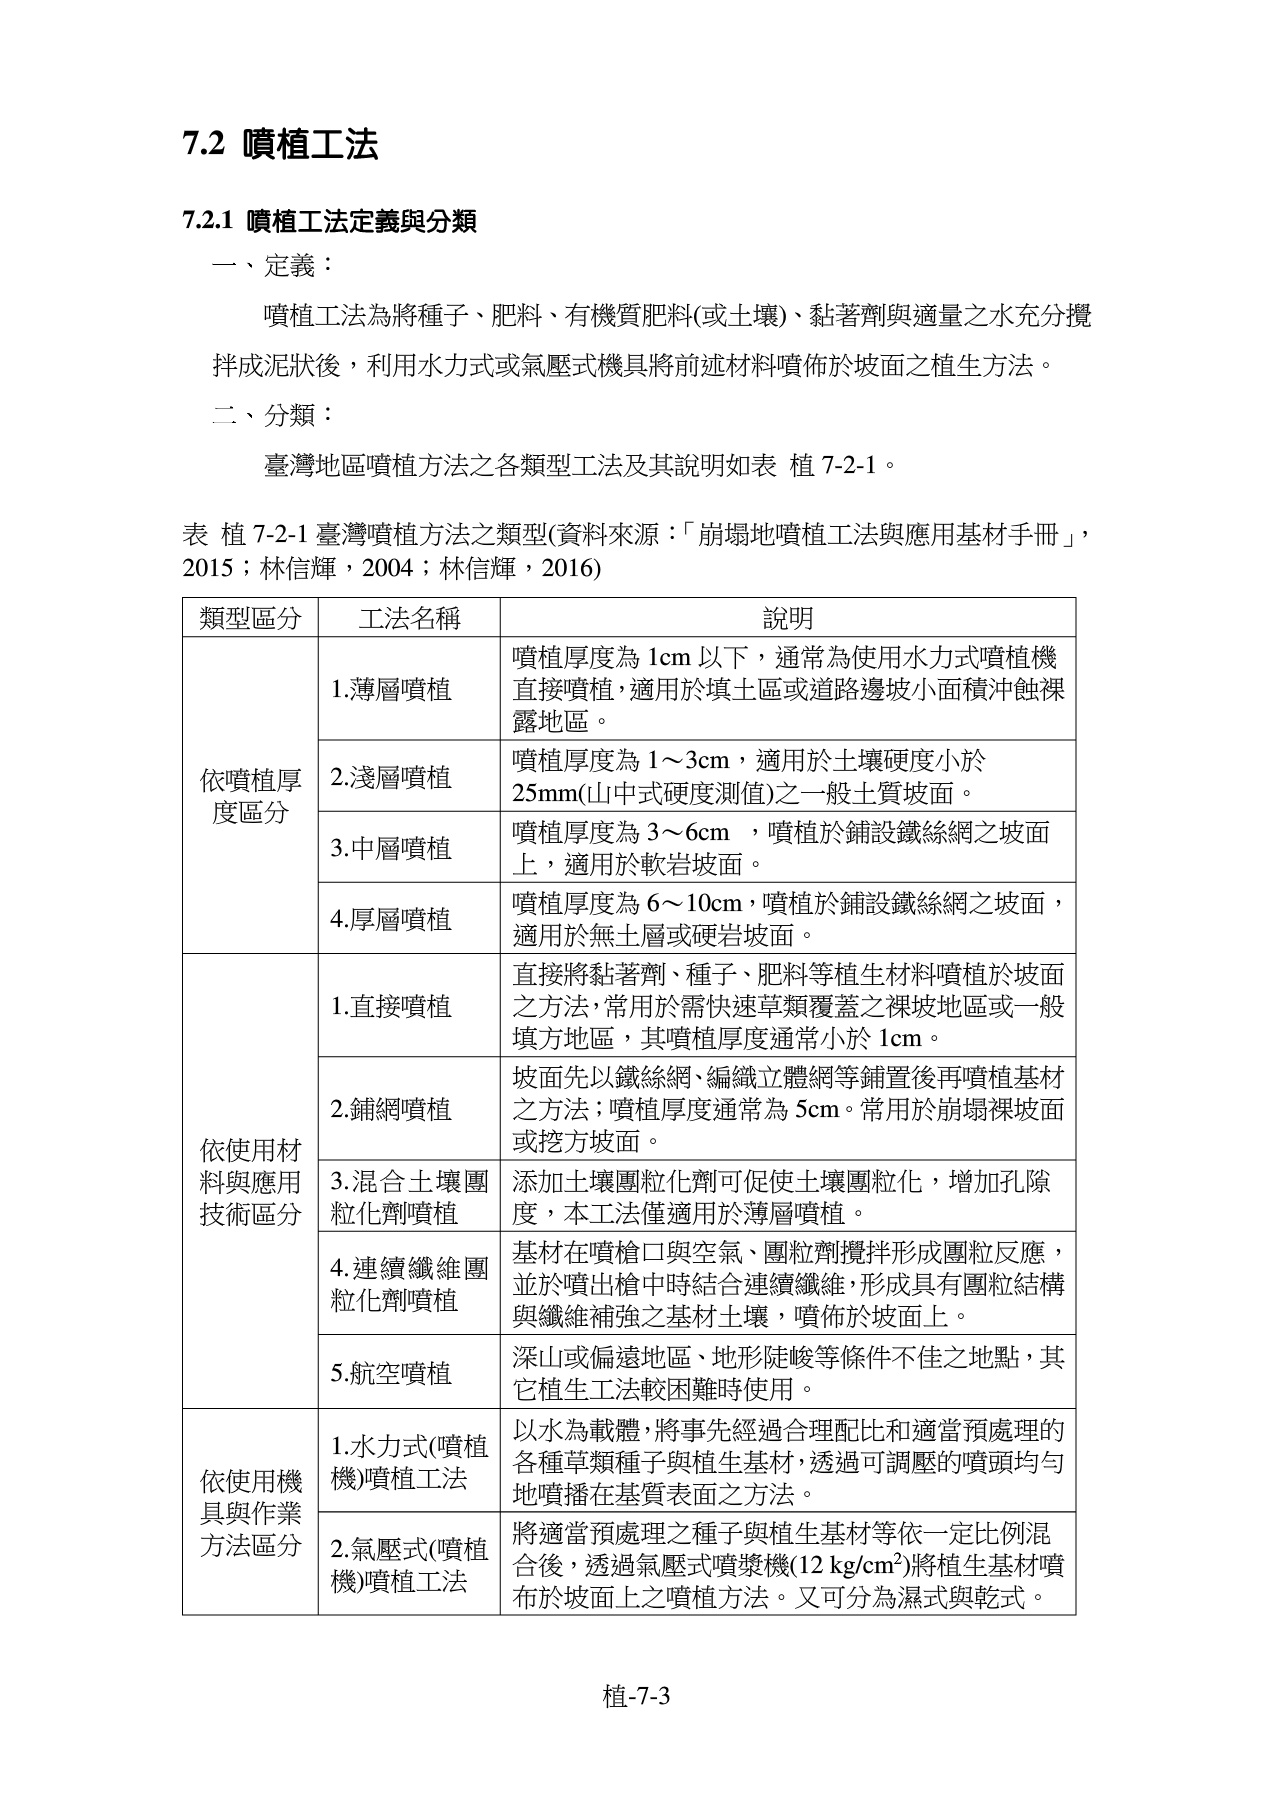 7.2 噴植工法
7.2.1 噴植工法定義與分類
一、定義：
噴植工法為將種子、肥料、有機質肥料(或土壤)、黏著劑與適量之水充分攪
拌成泥狀後，利用水力式或氣壓式機具將前述材料噴佈於坡面之植生方法。
二、分類：
臺灣地區噴植方法之各類型工法及其說明如表 植 7-2-1。
表 植 7-2-1 臺灣噴植方法之類型(資料來源：「崩塌地噴植工法與應用基材手冊」，
2015；林信輝，2004；林信輝，2016)
類型區分 工法名稱 說明
依噴植厚
度區分
1.薄層噴植
噴植厚度為 1cm 以下，通常為使用水力式噴植機
直接噴植，適用於填土區或道路邊坡小面積沖蝕裸
露地區。
2.淺層噴植
噴植厚度為 1～3cm，適用於土壤硬度小於
25mm(山中式硬度測值)之一般土質坡面。
3.中層噴植
噴植厚度為 3～6cm ，噴植於鋪設鐵絲網之坡面
上，適用於軟岩坡面。
4.厚層噴植
噴植厚度為 6～10cm，噴植於鋪設鐵絲網之坡面，
適用於無土層或硬岩坡面。
依使用材
料與應用
技術區分
1.直接噴植
直接將黏著劑、種子、肥料等植生材料噴植於坡面
之方法，常用於需快速草類覆蓋之裸坡地區或一般
填方地區，其噴植厚度通常小於 1cm。
2.鋪網噴植
坡面先以鐵絲網、編織立體網等鋪置後再噴植基材
之方法；噴植厚度通常為 5cm。常用於崩塌裸坡面
或挖方坡面。
3.混合土壤團
粒化劑噴植
添加土壤團粒化劑可促使土壤團粒化，增加孔隙
度，本工法僅適用於薄層噴植。
4.連續纖維團
粒化劑噴植
基材在噴槍口與空氣、團粒劑攪拌形成團粒反應，
並於噴出槍中時結合連續纖維，形成具有團粒結構
與纖維補強之基材土壤，噴佈於坡面上。
5.航空噴植
深山或偏遠地區、地形陡峻等條件不佳之地點，其
它植生工法較困難時使用。
依使用機
具與作業
方法區分
1.水力式(噴植
機)噴植工法
以水為載體，將事先經過合理配比和適當預處理的
各種草類種子與植生基材，透過可調壓的噴頭均勻
地噴播在基質表面之方法。
2.氣壓式(噴植
機)噴植工法
將適當預處理之種子與植生基材等依一定比例混
合後，透過氣壓式噴漿機(12 kg/cm²)將植生基材噴
布於坡面上之噴植方法。又可分為濕式與乾式。
植-7-3